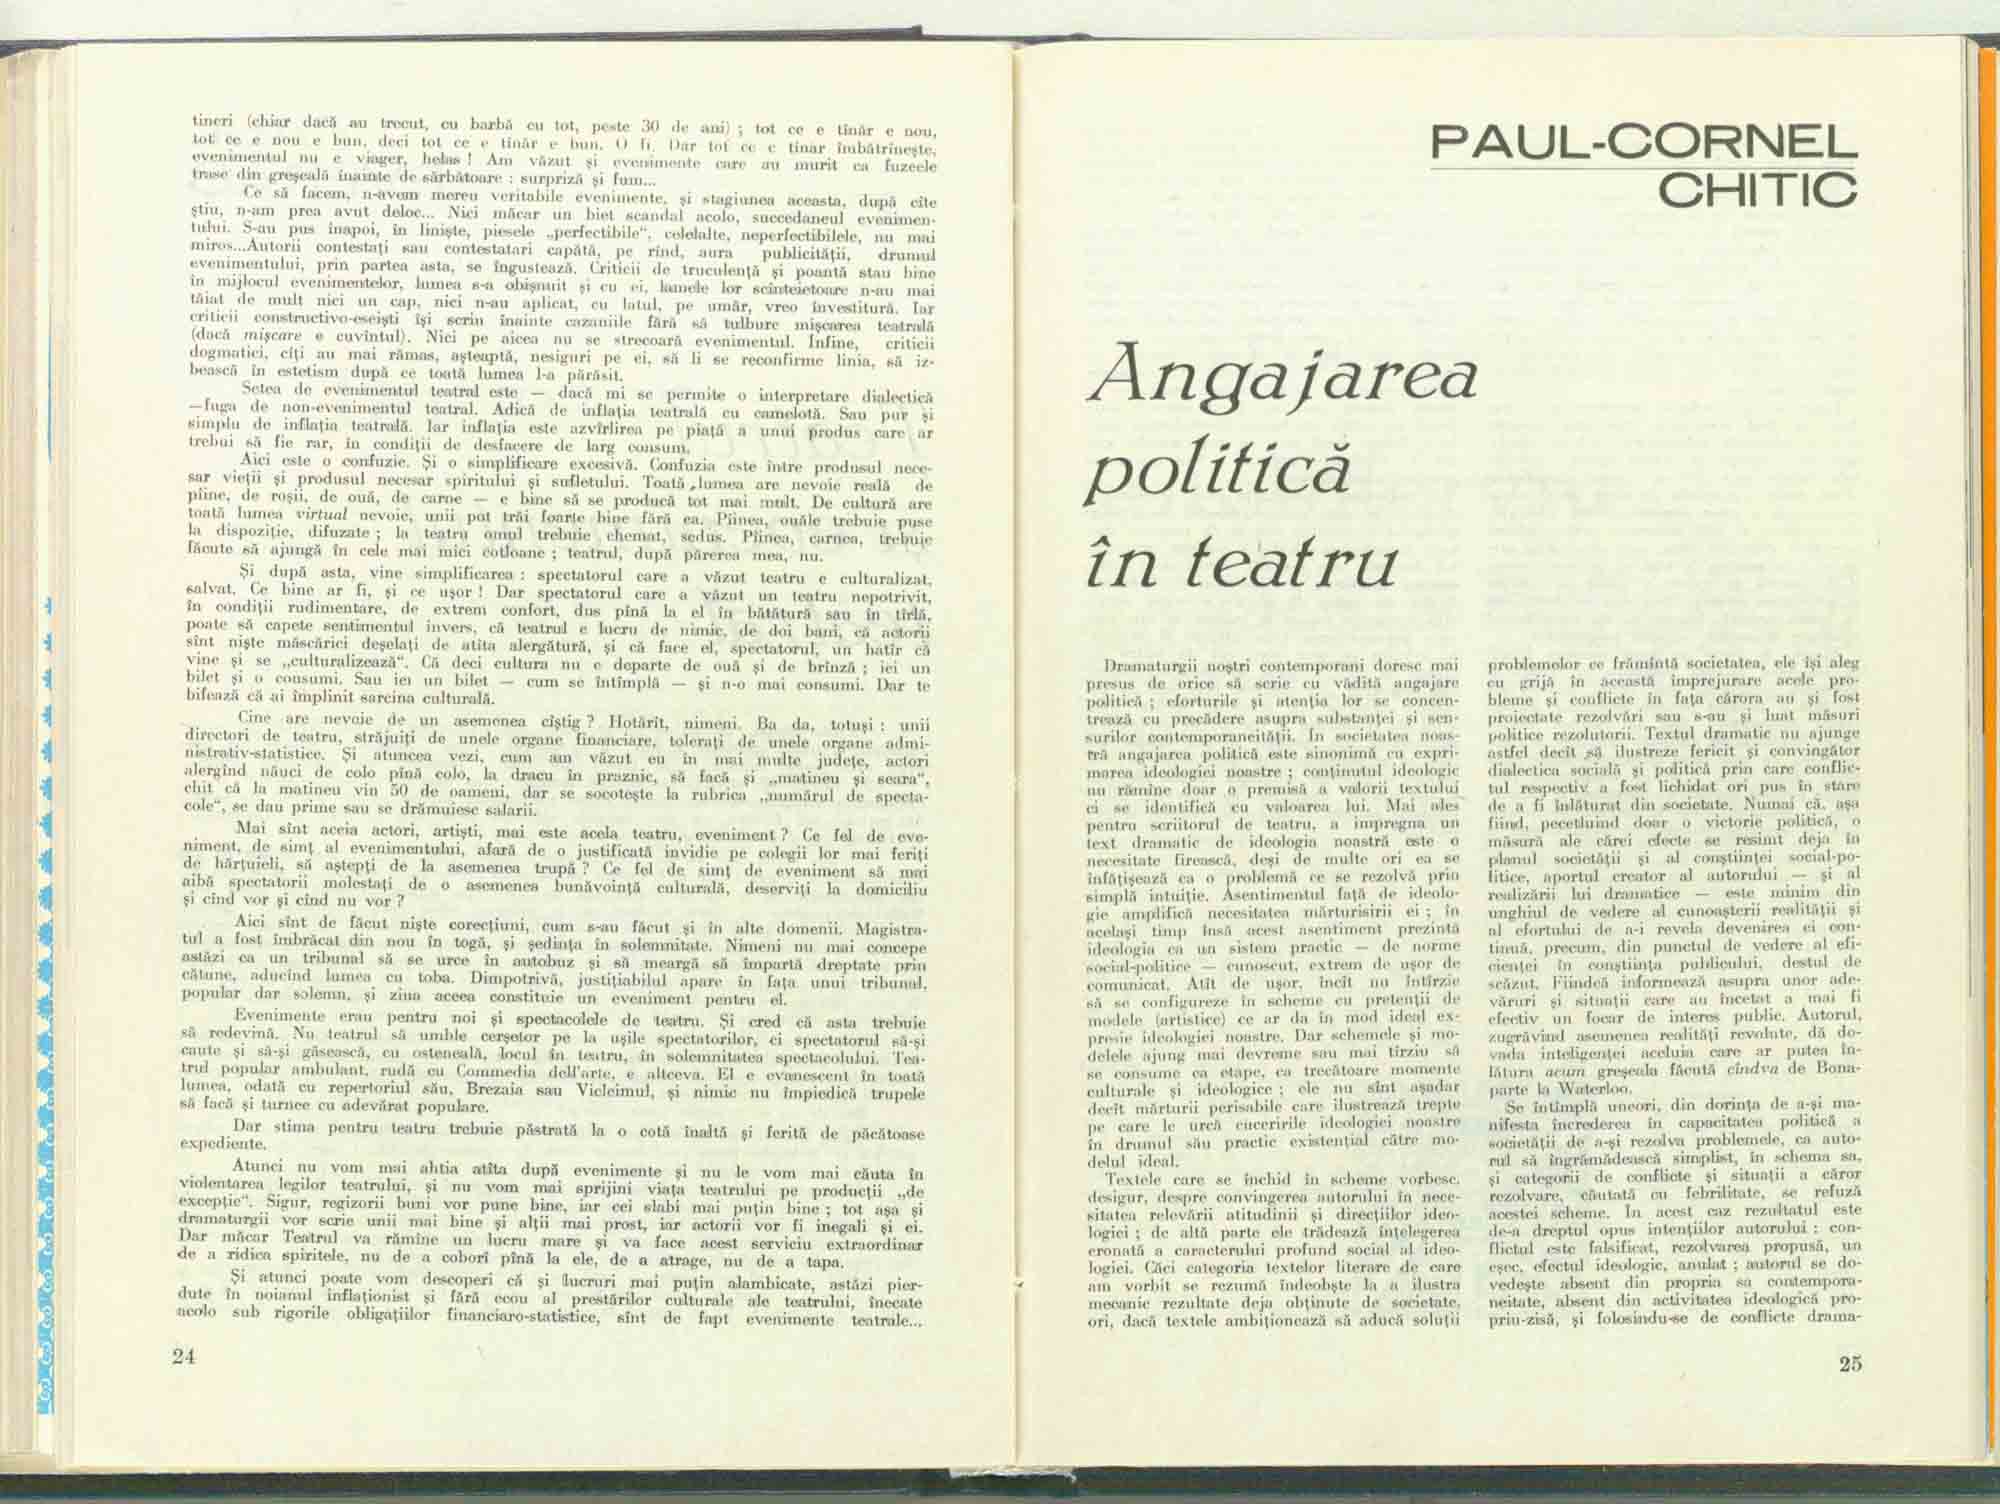 tineri (chiar dacă au trecut, cu barbă cu tot, peste 30 de ani) ; tot ce e tînăr e nou,
tot ce e nou e bun, deci tot ce e tînăr e bun. O fi. Dar tot ce e tînar îmbătrînește,
evenimentul nu e viager, helas ! Am văzut și evenimente care au murit ca fuzeele
trase din greșeală înainte de sărbătoare : surpriză și fum...
Ce să facem, n-avem mereu veritabile evenimente, și stagiunea aceasta, după cîte
știu, n-am prea avut deloc... Nici măcar un biet scandal acolo, succedaneul evenimen-
tului. S-au pus înapoi, în liniște, piesele „perfectibile“, celelalte, neperfectibilele, nu mai
miros...Autorii contestați sau contestatari capătă, pe rînd, aura publicității, drumul
evenimentului, prin partea asta, se îngustează. Criticii de truculență și poantă stau bine
în mijlocul evenimentelor, lumea s-a obișnuit și cu ei, lamele lor scînteietoare n-au mai
tăiat de mult nici un cap, nici n-au aplicat, cu latul, pe umăr, vreo învestitură. Iar
criticii constructivo-eseiști își scriu înainte cazaniile fără să tulbure mișcarea teatrală
(dacă mișcare e cuvîntul). Nici pe aicea nu se strecoară evenimentul. Infine, criticii
dogmatici, cîți au mai rămas, așteaptă, nesiguri pe ei, să li se reconfirme linia, să iz-
bească în estetism după ce toată lumea l-a părăsit.
Setea de evenimentul teatral este — dacă mi se permite o interpretare dialectică
—fuga de non-evenimentul teatral. Adică de inflația teatrală cu camelotă. Sau pur și
simplu de inflația teatrală. Iar inflația este azvîrlirea pe piață a unui produs care ar
trebui să fie rar, în condiții de desfacere de larg consum.
Aici este o confuzie. Și o simplificare excesivă. Confuzia este între produsul nece-
sar vieții și produsul necesar spiritului și sufletului. Toată lumea are nevoie reală de
pîine, de roșii, de ouă, de carne — e bine să se producă tot mai mult. De cultură are
toată lumea virtual nevoie, unii pot trăi foarte bine fără ea. Pîinea, ouăle trebuie puse
la dispoziție, difuzate ; la teatru omul trebuie chemat, sedus. Pîinea, carnea, trebuie
făcute să ajungă în cele mai mici cotloane ; teatrul, după părerea mea, nu.
Și după asta, vine simplificarea : spectatorul care a văzut teatru e culturalizat,
salvat. Ce bine ar fi, și ce ușor ! Dar spectatorul care a văzut un teatru nepotrivit,
în condiții rudimentare, de extrem confort, dus pînă la el în bătătură sau în tîrlă,
poate să capete sentimentul invers, că teatrul e lucru de nimic, de doi bani, că actorii
sînt niște măscărici deșelați de atîta alergătură, și că face el, spectatorul, un hatîr că
vine și se „culturalizează“. Că deci cultura nu e departe de ouă și de brînză ; iei un
bilet și o consumi. Sau iei un bilet — cum se întîmplă — și n-o mai consumi. Dar te
bifează că ai împlinit sarcina culturală.
Cine are nevoie de un asemenea cîștig ? Hotărît, nimeni. Ba da, totuși : unii
directori de teatru, străjuiți de unele organe financiare, tolerați de unele organe admi-
nistrativ-statistice. Și atuncea vezi, cum am văzut eu în mai multe județe, actori
alergînd năuci de colo pînă colo, la dracu în praznic, să facă și „matineu și seara“,
chit că la matineu vin 50 de oameni, dar se socotește la rubrica „numărul de specta-
cole“, se dau prime sau se drămuiesc salarii.
Mai sînt aceia actori, artiști, mai este acela teatru, eveniment ? Ce fel de eve-
niment, de simț al evenimentului, afară de o justificată invidie pe colegii lor mai feriți
de hărțuieli, să aștepți de la asemenea trupă ? Ce fel de simț de eveniment să mai
aibă spectatorii molestați de o asemenea bunăvoință culturală, deserviți la domiciliu
și cînd vor și cînd nu vor ?
Aici sînt de făcut niște corecțiuni, cum s-au făcut și în alte domenii. Magistra-
tul a fost îmbrăcat din nou în togă, și ședința în solemnitate. Nimeni nu mai concepe
astăzi ca un tribunal să se urce în autobuz și să meargă să împartă dreptate prin
cătune, aducînd lumea cu toba. Dimpotrivă, justițiabilul apare în fața unui tribunal,
popular dar solemn, și ziua aceea constituie un eveniment pentru el.
Evenimente erau pentru noi și spectacolele de teatru. Și cred că asta trebuie
să redevină. Nu teatrul să umble cerșetor pe la ușile spectatorilor, ci spectatorul să-și
caute și să-și găsească, cu osteneală, locul în teatru, în solemnitatea spectacolului. Tea-
trul popular ambulant, rudă cu Commedia dell'arte, e altceva. El e evanescent în toată
lumea, odată cu repertoriul său, Brezaia sau Vicleimul, și nimic nu împiedică trupele
să facă și turnee cu adevărat populare.
Dar stima pentru teatru trebuie păstrată la o cotă înaltă și ferită de păcătoase
expediente.
Atunci nu vom mai ahtia atîta după evenimente și nu le vom mai căuta în
violentarea legilor teatrului, și nu vom mai sprijini viața teatrului pe producții „de
excepție“. Sigur, regizorii buni vor pune bine, iar cei slabi mai puțin bine ; tot așa și
dramaturgii vor scrie unii mai bine și alții mai prost, iar actorii vor fi inegali și ei.
Dar măcar Teatrul va rămîne un lucru mare și va face acest serviciu extraordinar
de a ridica spiritele, nu de a coborî pînă la ele, de a atrage, nu de a tapa.
Și atunci poate vom descoperi că și lucruri mai puțin alambicate, astăzi pier-
dute în noianul inflaționist și fără ecou al prestărilor culturale ale teatrului, înecate
acolo sub rigorile obligațiilor financiaro-statistice, sînt de fapt evenimente teatrale...
24
PAUL-CORNEL
CHITIC
Angajarea
politică
în teatru
Dramaturgii noștri contemporani doresc mai
presus de orice să scrie cu vădită angajare
politică ; eforturile și atenția lor se concen-
trează cu precădere asupra substanței și sen-
surilor contemporaneității. In societatea noas-
tră angajarea politică este sinonimă cu expri-
marea ideologiei noastre ; conținutul ideologic
nu rămîne doar o premisă a valorii textului
ci se identifică cu valoarea lui. Mai ales
pentru scriitorul de teatru, a impregna un
text dramatic de ideologia noastră este o
necesitate firească, deși de multe ori ea se
înfățișează ca o problemă ce se rezolvă prin
simplă intuiție. Asentimentul față de ideolo-
gie amplifică necesitatea mărturisirii ei ; în
același timp însă acest asentiment prezintă
ideologia ca un sistem practic — de norme
social-politice — cunoscut, extrem de ușor de
comunicat. Atît de ușor, încît nu întîrzie
să se configureze în scheme cu pretenții de
modele (artistice) ce ar da în mod ideal ex-
presie ideologiei noastre. Dar schemele și mo-
delele ajung mai devreme sau mai tîrziu să
se consume ca etape, ca trecătoare momente
culturale și ideologice ; ele nu sînt așadar
decît mărturii perisabile care ilustrează trepte
pe care le urcă cuceririle ideologiei noastre
în drumul său practic existențial către mo-
delul ideal.
Textele care se închid în scheme vorbesc,
desigur, despre convingerea autorului în nece-
sitatea relevării atitudinii și direcțiilor ideo-
logici ; de altă parte ele trădează înțelegerea
eronată a caracterului profund social al ideo-
logiei. Căci categoria textelor literare de care
am vorbit se rezumă îndeobște la a ilustra
mecanic rezultate deja obținute de societate,
ori, dacă textele ambiționează să aducă soluții
problemelor ce frămîntă societatea, ele își aleg
cu grijă în această împrejurare acele pro-
bleme și conflicte în fața cărora au și fost
proiectate rezolvări sau s-au și luat măsuri
politice rezolutorii. Textul dramatic nu ajunge
astfel decît să ilustreze fericit și convingător
dialectica socială și politică prin care conflic-
tul respectiv a fost lichidat ori pus în stare
de a fi înlăturat din societate. Numai că, așa
fiind, pecetluind doar o victorie politică, o
măsură ale cărei efecte se resimt deja în
planul societății și al conștiinței social-po-
litice, aportul creator al autorului — și al
realizării lui dramatice — este minim din
unghiul de vedere al cunoașterii realității și
al efortului de a-i revela devenirea ei con-
tinuă, precum, din punctul de vedere al efi-
cienței în conștiința publicului, destul de
scăzut. Fiindcă informează asupra unor ade-
văruri și situații care au încetat a mai fi
efectiv un focar de interes public. Autorul,
zugrăvind asemenea realități revolute, dă do-
vada inteligenței aceluia care ar putea în-
lătura acum greșeala făcută cîndva de Bona-
parte la Waterloo.
Se întîmplă uneori, din dorința de a-și ma-
nifesta încrederea în capacitatea politică a
societății de a-și rezolva problemele, ca auto-
rul să îngrămădească simplist, în schema sa,
și categorii de conflicte și situații a căror
rezolvare, căutată cu febrilitate, se refuză
acestei scheme. In acest caz rezultatul este
de-a dreptul opus intențiilor autorului : con-
flictul este falsificat, rezolvarea propusă, un
eșec, efectul ideologic, anulat ; autorul se do-
vedește absent din propria sa contempora-
neitate, absent din activitatea ideologică pro-
priu-zisă, și folosindu-se de conflicte drama-
25